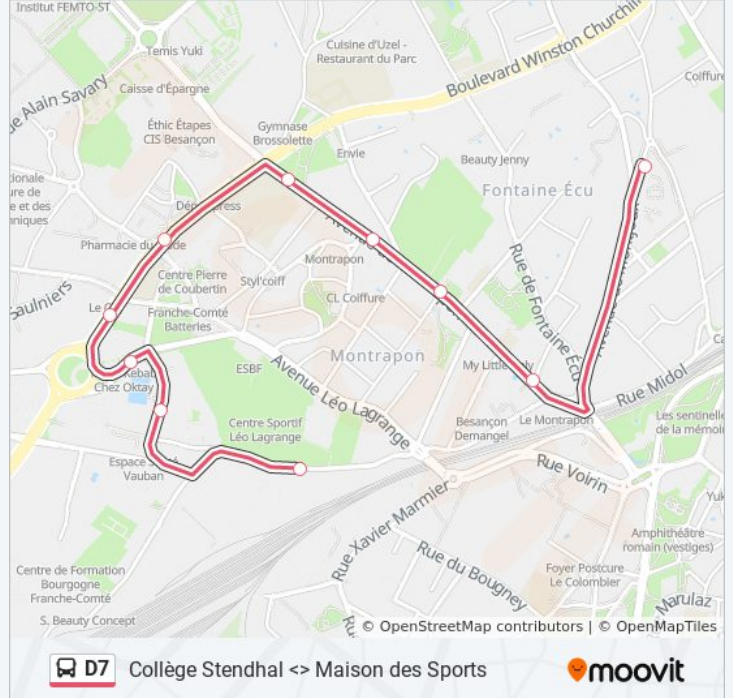 Institut FEMTO-ST
Temis Yuki
Cuisine d'Uzel -
Restaurant du Parc
Boulevard Winston Churchill
Coiffure
Alain Savary
Caisse d'Épargne
Éthic Étapes
CIS Besançon
Gymnase
Brossolette
Envie
Beauty Jenny
Fontaine Écu
Pharmacie du
Centre Pierre
de Coubertin
Styl'coiff
Montrapon
CL Coiffure
Franche-Comté
Batteries
Rue de Fontaine Écu
Montrapon
My Little
ESBF
Kebab
Chez Oktay
Avenue Léo Lagrange
Rue Midol
Centre Sportif
Léo Lagrange
Besançon
Demangel
Le Montrapon
Les sentinelle
de la mémoi
Espace
Vauban
Rue Voirin
Yuk
Rue Xavier Marmier
Rue du Bougney
Amphithéâtre
romain (vestiges)
Centre de Formation
Bourgogne
Franche-Comté
Foyer Postcure
Le Colombier
Marulaz
S. Beauty Concept
© OpenStreetMap contributors | © OpenMapTiles
D7 Collège Stendhal <> Maison des Sports
moovit